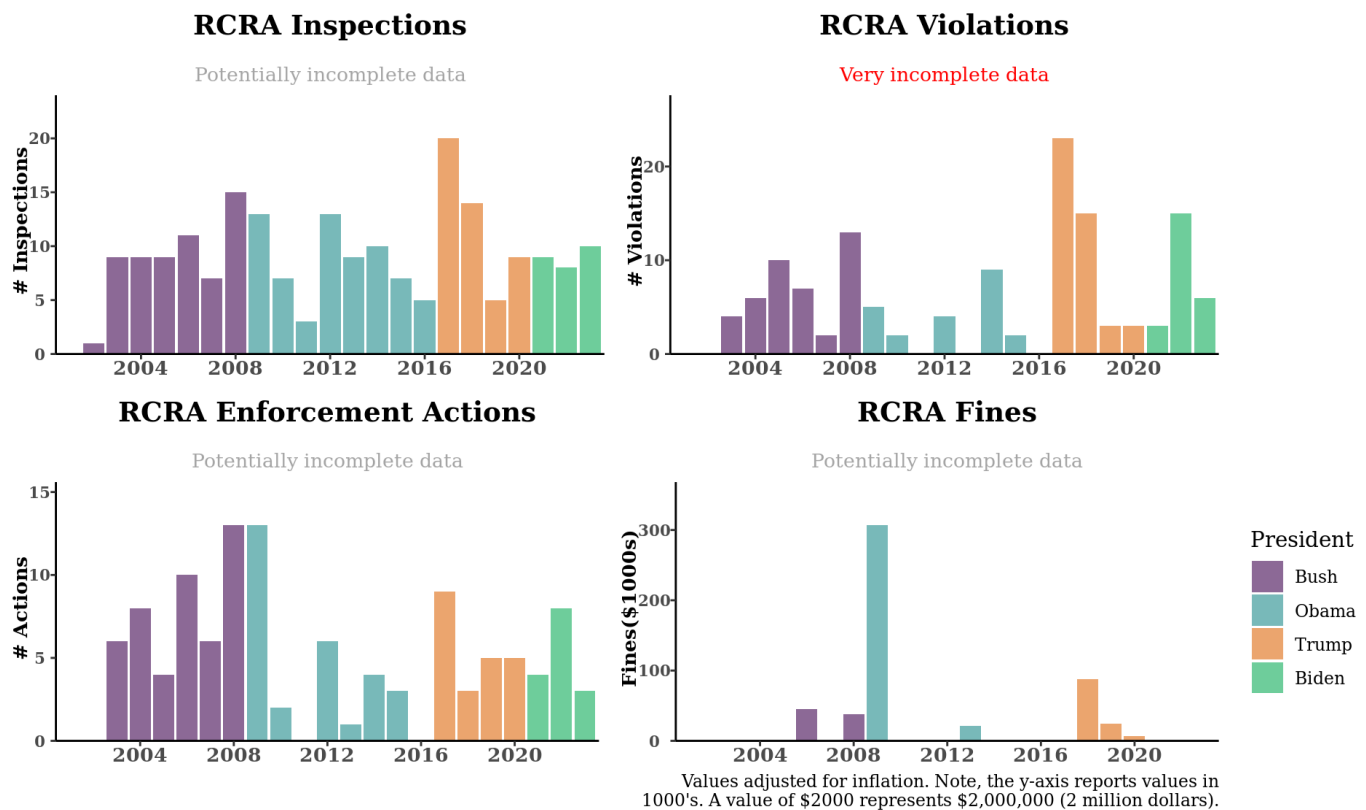 RCRA Inspections
Potentially incomplete data
# Inspections
20
15
10
5
0
2004 2008 2012 2016 2020
RCRA Violations
Very incomplete data
# Violations
20
10
0
2004 2008 2012 2016 2020
RCRA Enforcement Actions
Potentially incomplete data
# Actions
15
10
5
0
2004 2008 2012 2016 2020
RCRA Fines
Potentially incomplete data
Fines($1000s)
300
200
100
0
2004 2008 2012 2016 2020
President
Bush
Obama
Trump
Biden
Values adjusted for inflation. Note, the y-axis reports values in
1000's. A value of $2000 represents $2,000,000 (2 million dollars).